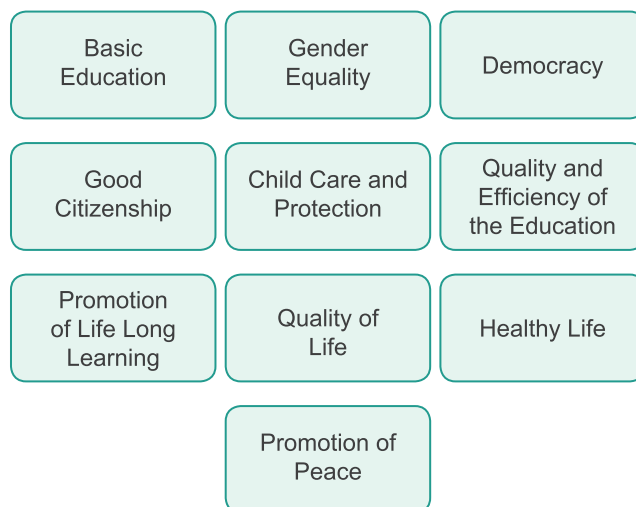 Basic
Education
Gender
Equality
Democracy
Good
Citizenship
Child Care and
Protection
Quality and
Efficiency of
the Education
Promotion
of Life Long
Learning
Quality of
Life
Healthy Life
Promotion of
Peace